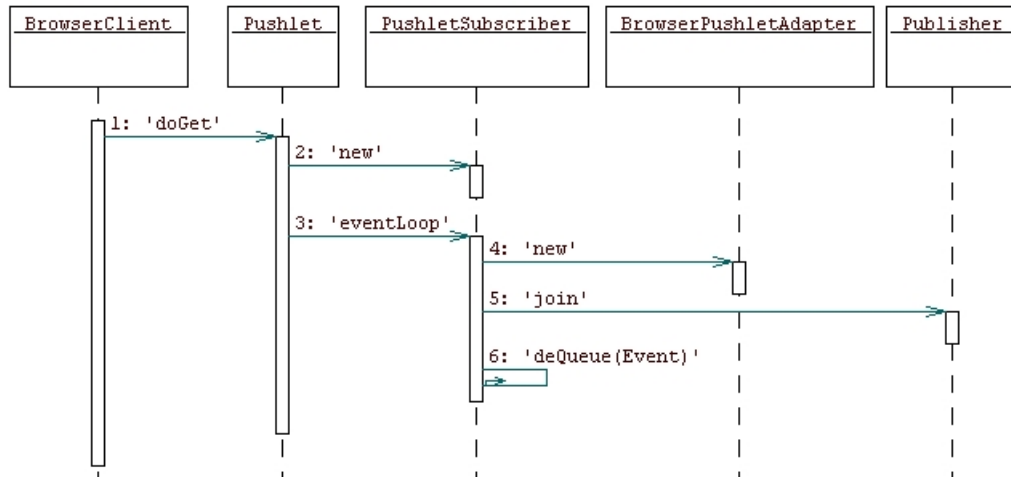 BrowserClient
Pushlet
PushletSubscriber
BrowserPushletAdapter
Publisher
1: 'doGet'
2: 'new'
3: 'eventLoop'
4: 'new'
5: 'join'
6: 'deQueue(Event)'